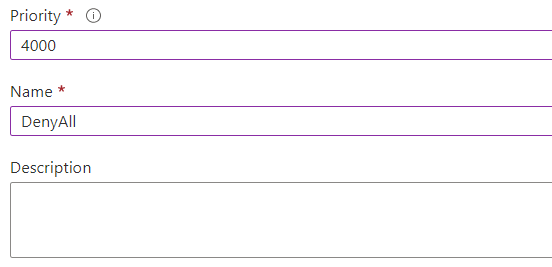 Priority *
4000
Name *
DenyAll
Description